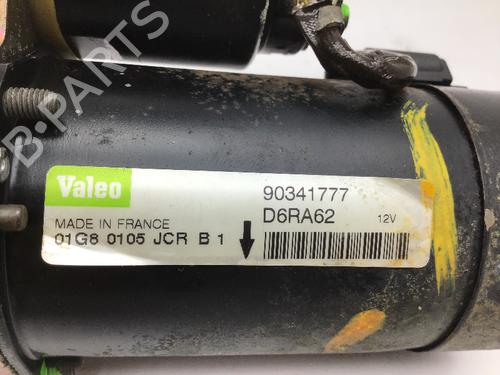 B-PARTS
Valeo
90341777
MADE IN FRANCE
D6RA62 12V
01G8 0105 JCR B 1